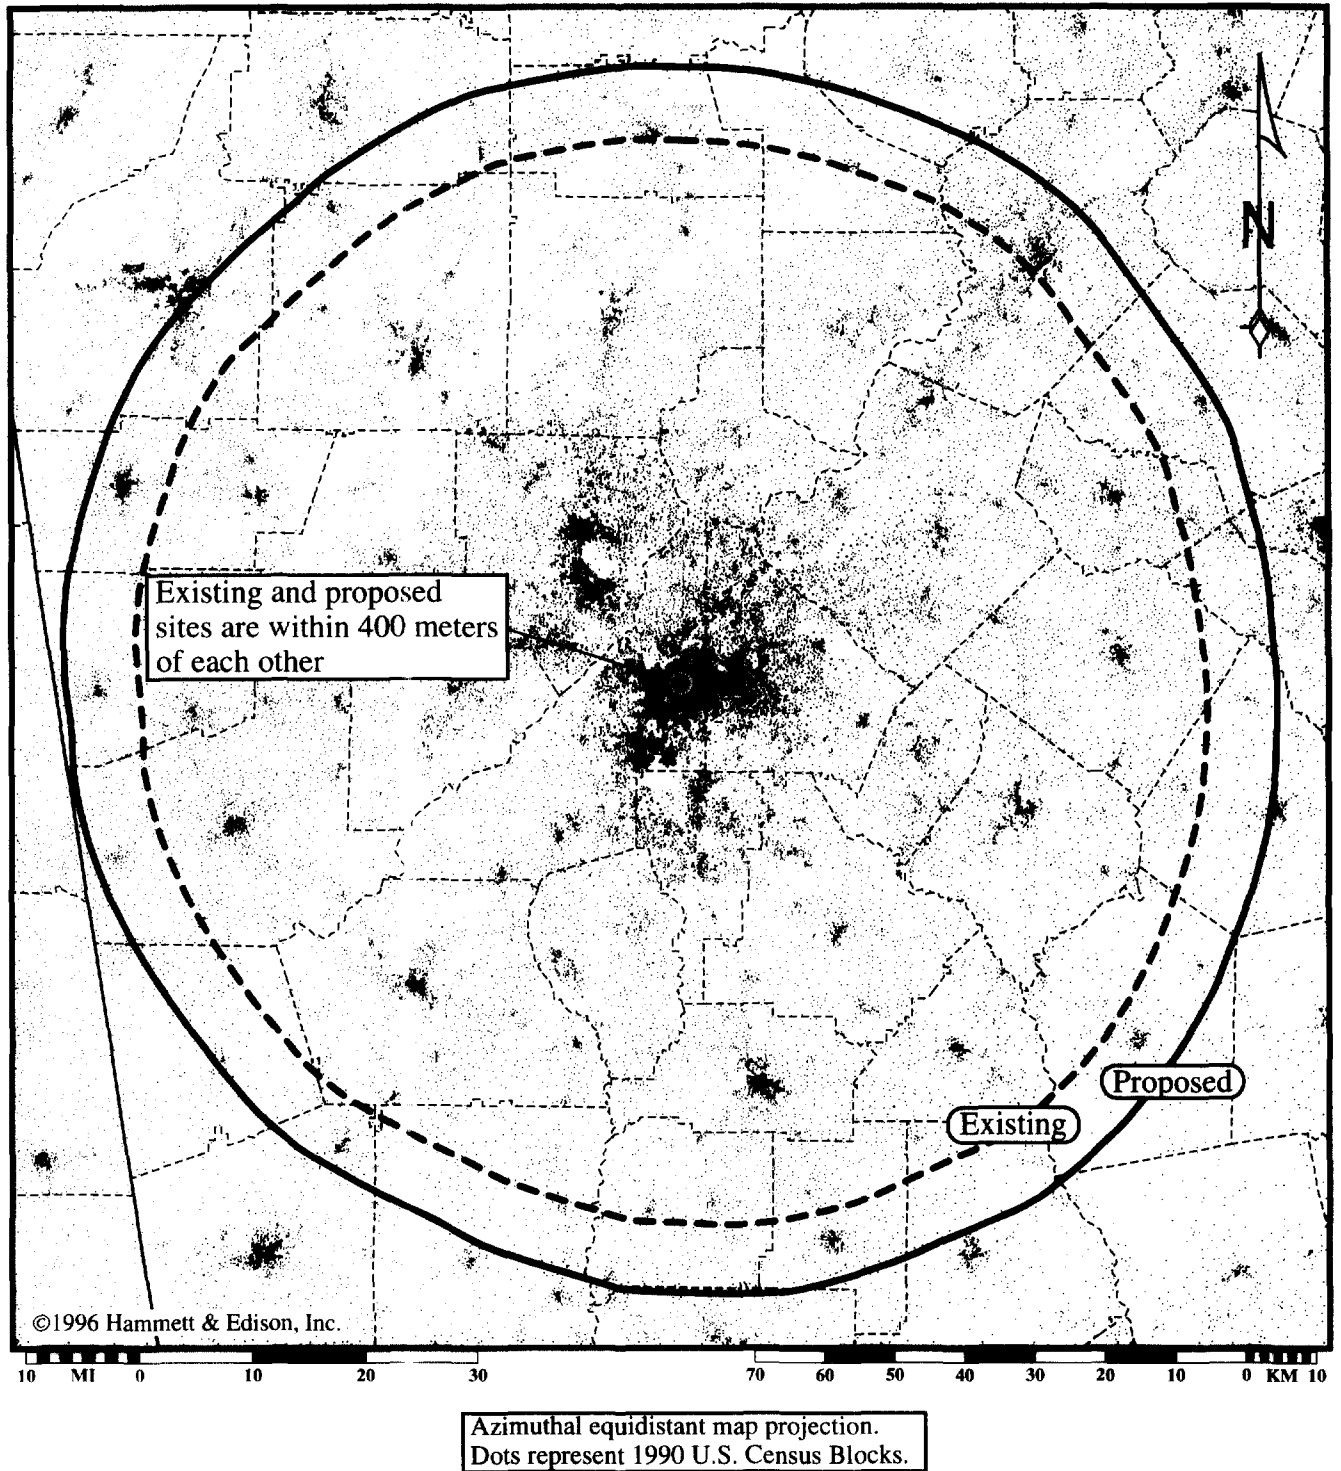 N
Existing and proposed
sites are within 400 meters
of each other
Proposed
Existing
©1996 Hammett & Edison, Inc.
10 MI 0 10 20 30 70 60 50 40 30 20 10 0 KM 10
Azimuthal equidistant map projection.
Dots represent 1990 U.S. Census Blocks.